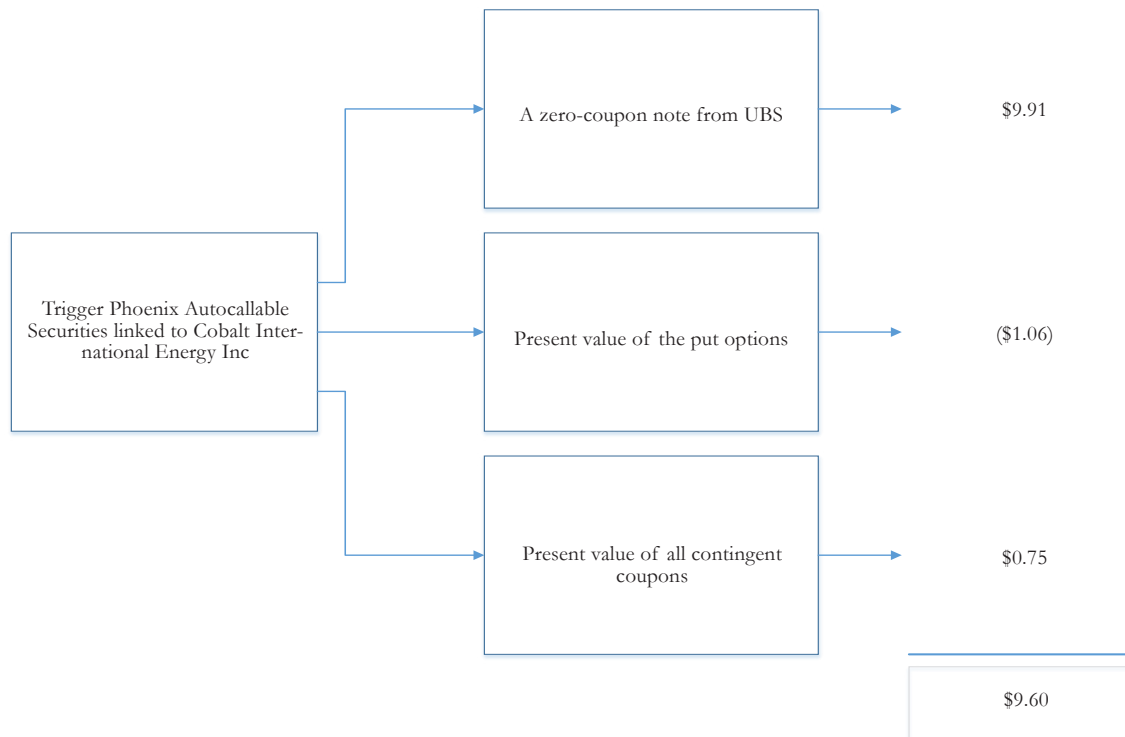 A zero-coupon note from UBS
$9.91
Trigger Phoenix Autocallable
Securities linked to Cobalt Inter-
national Energy Inc
Present value of the put options
($1.06)
Present value of all contingent
coupons
$0.75
$9.60